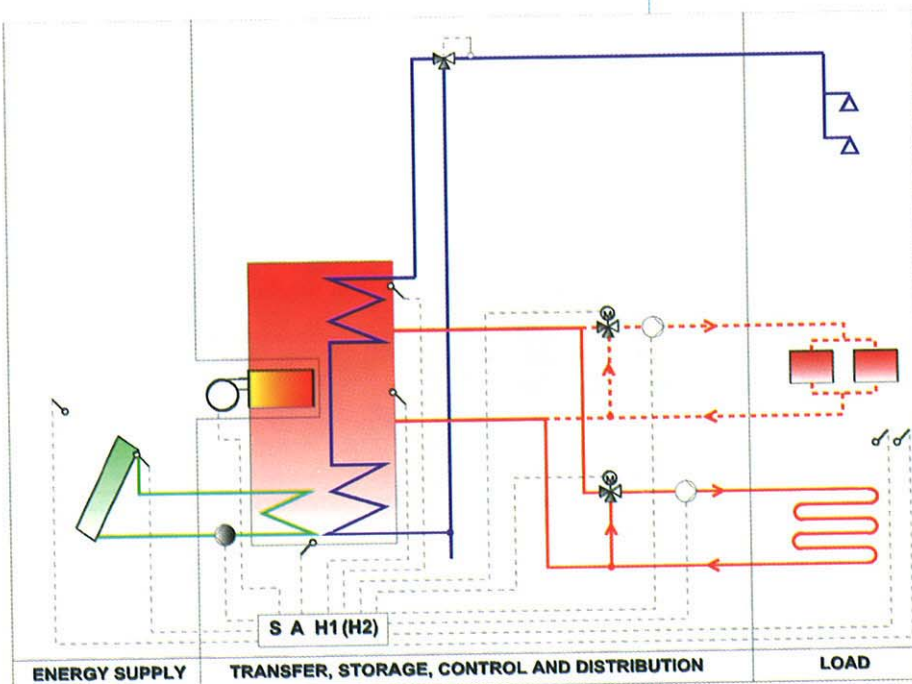 M
M
S A H1 (H2)
ENERGY SUPPLY TRANSFER, STORAGE, CONTROL AND DISTRIBUTION LOAD